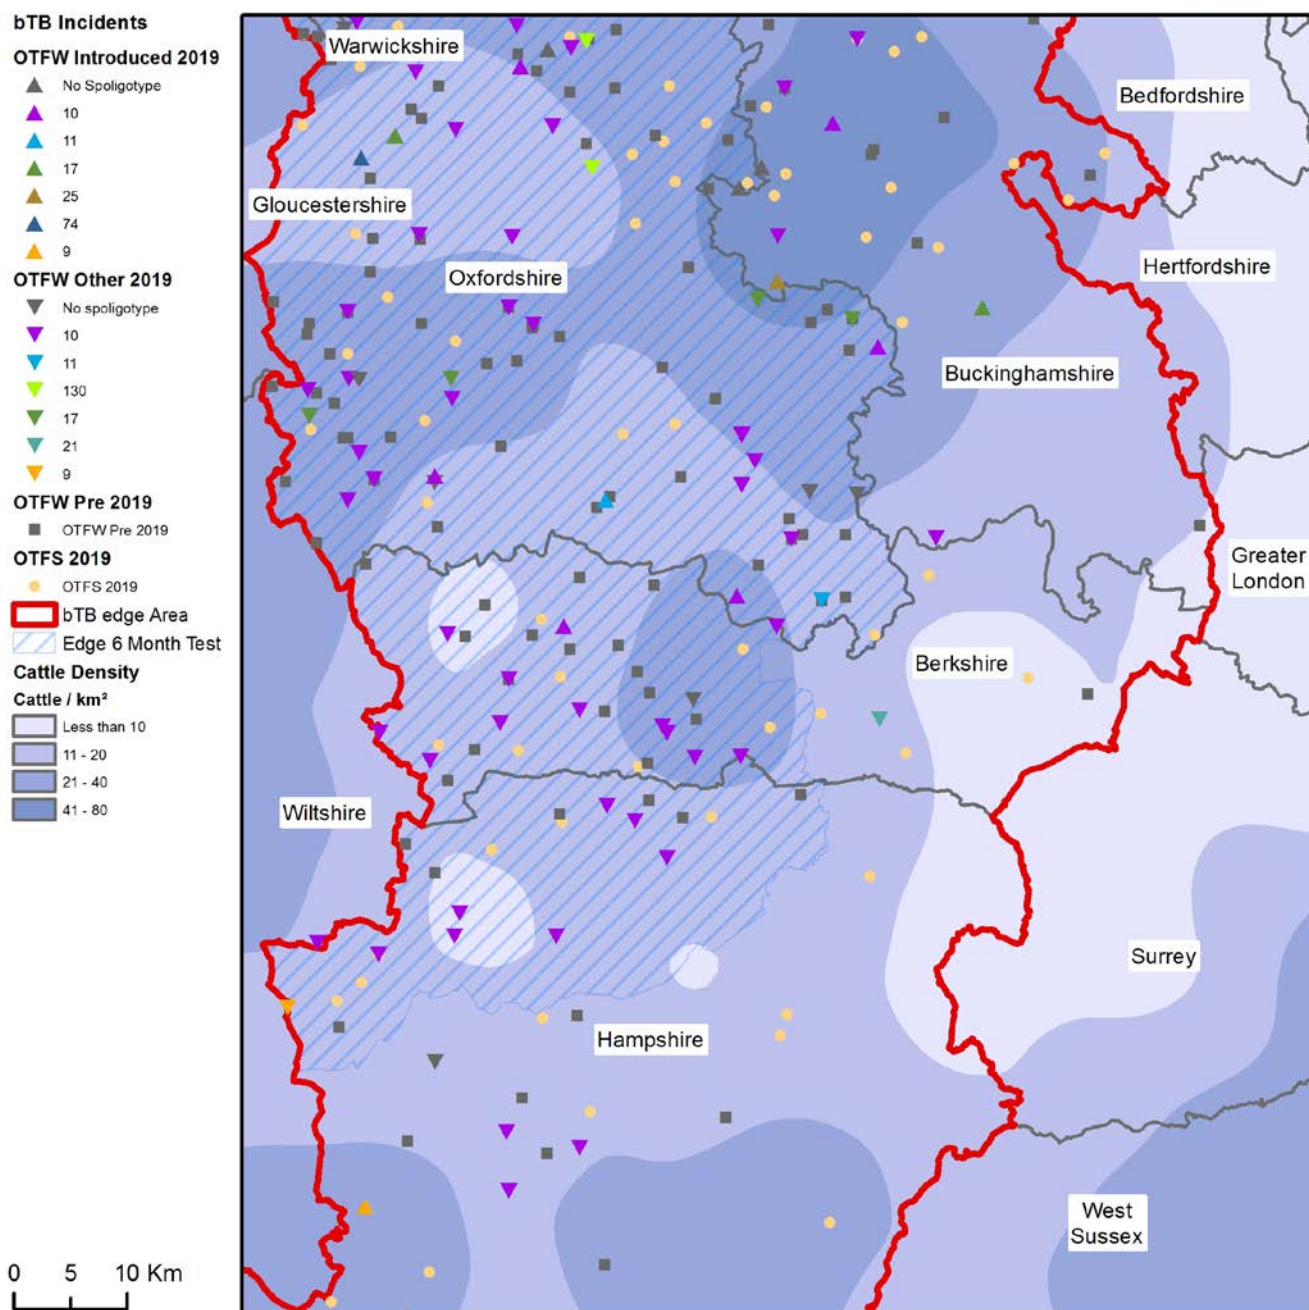 bTB Incidents
OTFW Introduced 2019
No Spoligotype
10
11
17
25
74
9
OTFW Other 2019
No spoligotype
10
11
130
17
21
9
OTFW Pre 2019
OTFW Pre 2019
OTFS 2019
OTFS 2019
bTB edge Area
Edge 6 Month Test
Cattle Density
Cattle / km²
Less than 10
11 - 20
21 - 40
41 - 80
0 5 10 Km
Warwickshire
Bedfordshire
Gloucestershire
Oxfordshire
Hertfordshire
Buckinghamshire
Greater
London
Berkshire
Wiltshire
Surrey
Hampshire
West
Sussex